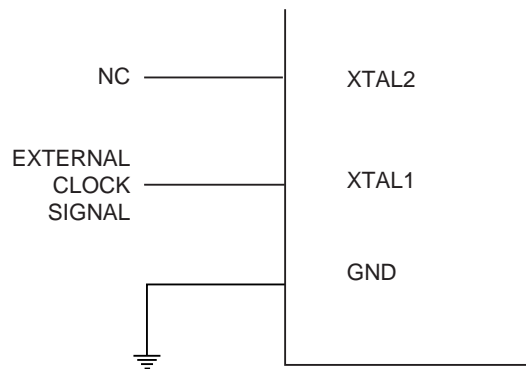 NC
XTAL2
EXTERNAL
CLOCK
SIGNAL
XTAL1
GND